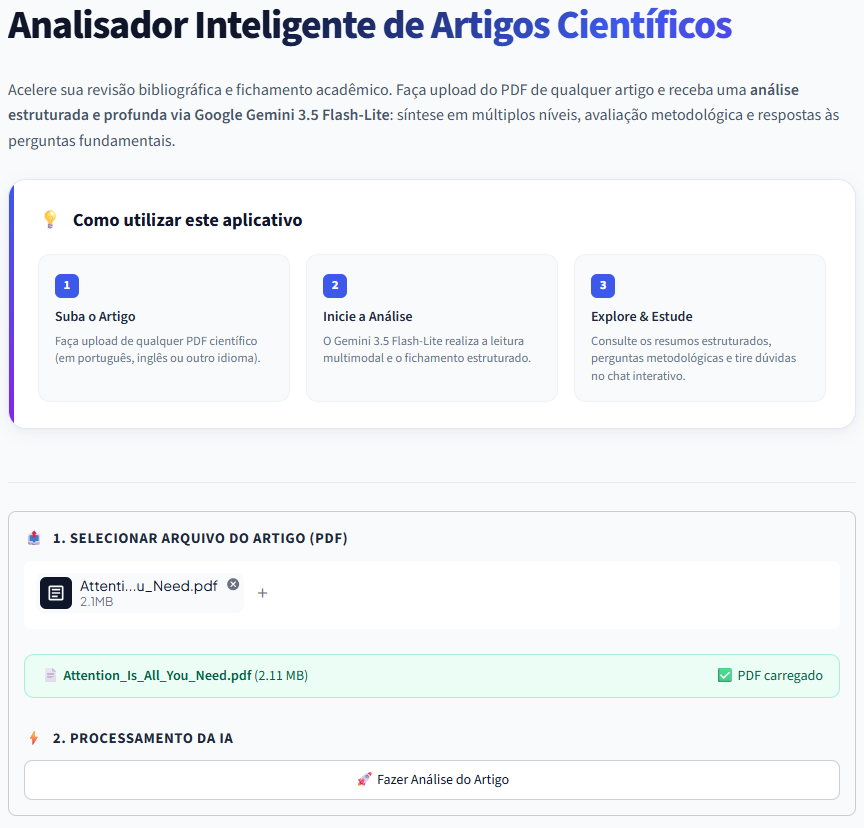 Analisador Inteligente de Artigos Científicos
Acelere sua revisão bibliográfica e fichamento acadêmico. Faça upload do PDF de qualquer artigo e receba uma análise
estruturada e profunda via Google Gemini 3.5 Flash-Lite: síntese em múltiplos níveis, avaliação metodológica e respostas às
perguntas fundamentais.
Como utilizar este aplicativo
1
Suba o Artigo
Faça upload de qualquer PDF científico
(em português, inglês ou outro idioma).
2
Inicie a Análise
O Gemini 3.5 Flash-Lite realiza a leitura
multimodal e o fichamento estruturado.
3
Explore & Estude
Consulte os resumos estruturados,
perguntas metodológicas e tire dúvidas
no chat interativo.
1. SELECIONAR ARQUIVO DO ARTIGO (PDF)
Attenti...u_Need.pdf
2.1MB
Attention_Is_All_You_Need.pdf (2.11 MB)
PDF carregado
2. PROCESSAMENTO DA IA
Fazer Análise do Artigo